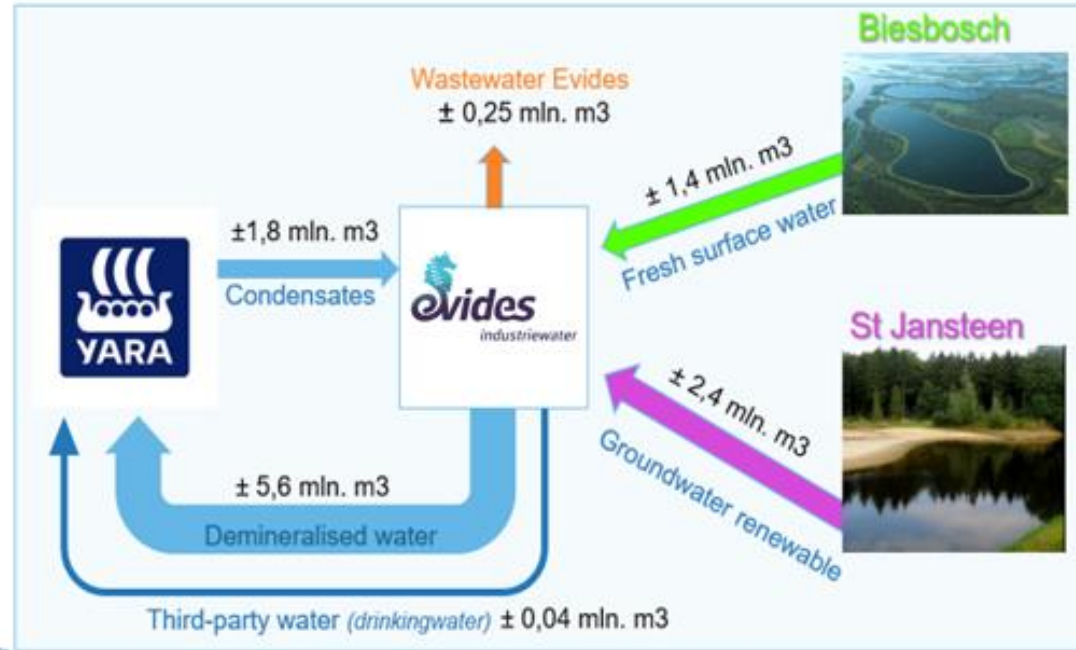 Biesbosch
Wastewater Evides
± 0,25 mln. m3
± 1,4 mln. m3
Fresh surface water
±1,8 mln. m3
Condensates
YARA
evides
industriewater
St Jansteen
± 2,4 mln. m3
Groundwater renewable
± 5,6 mln. m3
Demineralised water
Third-party water (drinkingwater) ± 0,04 mln. m3